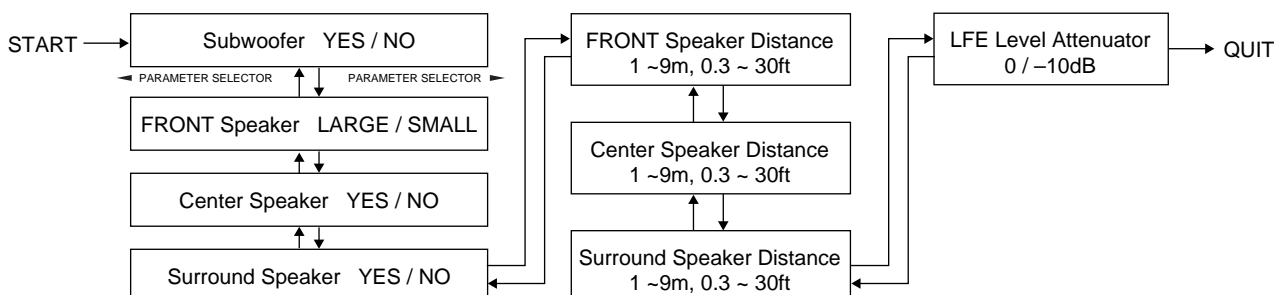 START
Subwoofer YES / NO
PARAMETER SELECTOR PARAMETER SELECTOR
FRONT Speaker LARGE / SMALL
Center Speaker YES / NO
Surround Speaker YES / NO
FRONT Speaker Distance
1 ~9m, 0.3 ~ 30ft
Center Speaker Distance
1 ~9m, 0.3 ~ 30ft
Surround Speaker Distance
1 ~9m, 0.3 ~ 30ft
LFE Level Attenuator
0 / –10dB
QUIT